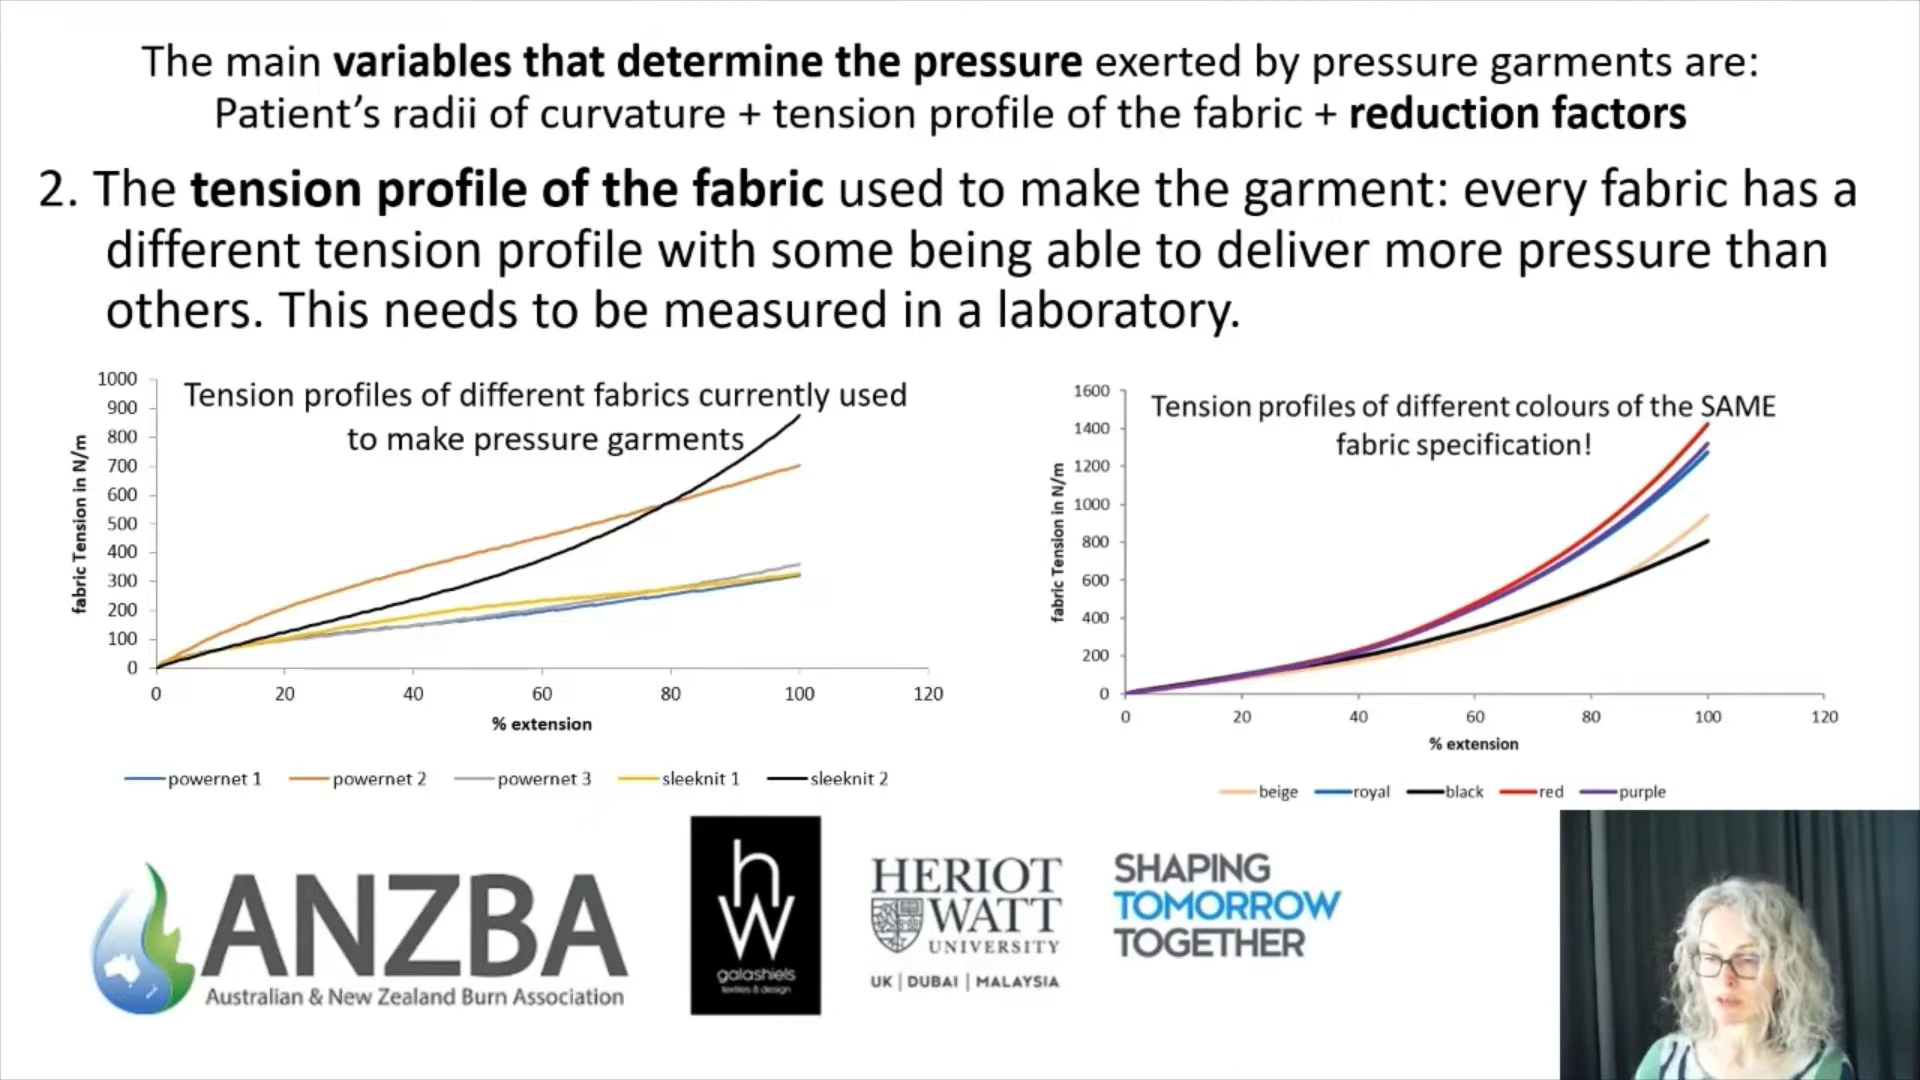 The main variables that determine the pressure exerted by pressure garments are:
Patient's radii of curvature + tension profile of the fabric + reduction factors
2. The tension profile of the fabric used to make the garment: every fabric has a
different tension profile with some being able to deliver more pressure than
others. This needs to be measured in a laboratory.
Tension profiles of different fabrics currently used
to make pressure garments
fabric Tension in N/m
1000
900
800
700
600
500
400
300
200
100
0
0 20 40 60 80 100 120
% extension
powernet 1 powernet 2 powernet 3 sleeknit 1 sleeknit 2
Tension profiles of different colours of the SAME
fabric specification!
fabric Tension in N/m
1600
1400
1200
1000
800
600
400
200
0
0 20 40 60 80 100 120
% extension
beige royal black red purple
ANZBA
Australian & New Zealand Burn Association
hw
galashiels
textiles & design
HERIOT
WATT
UNIVERSITY
UK | DUBAI | MALAYSIA
SHAPING
TOMORROW
TOGETHER